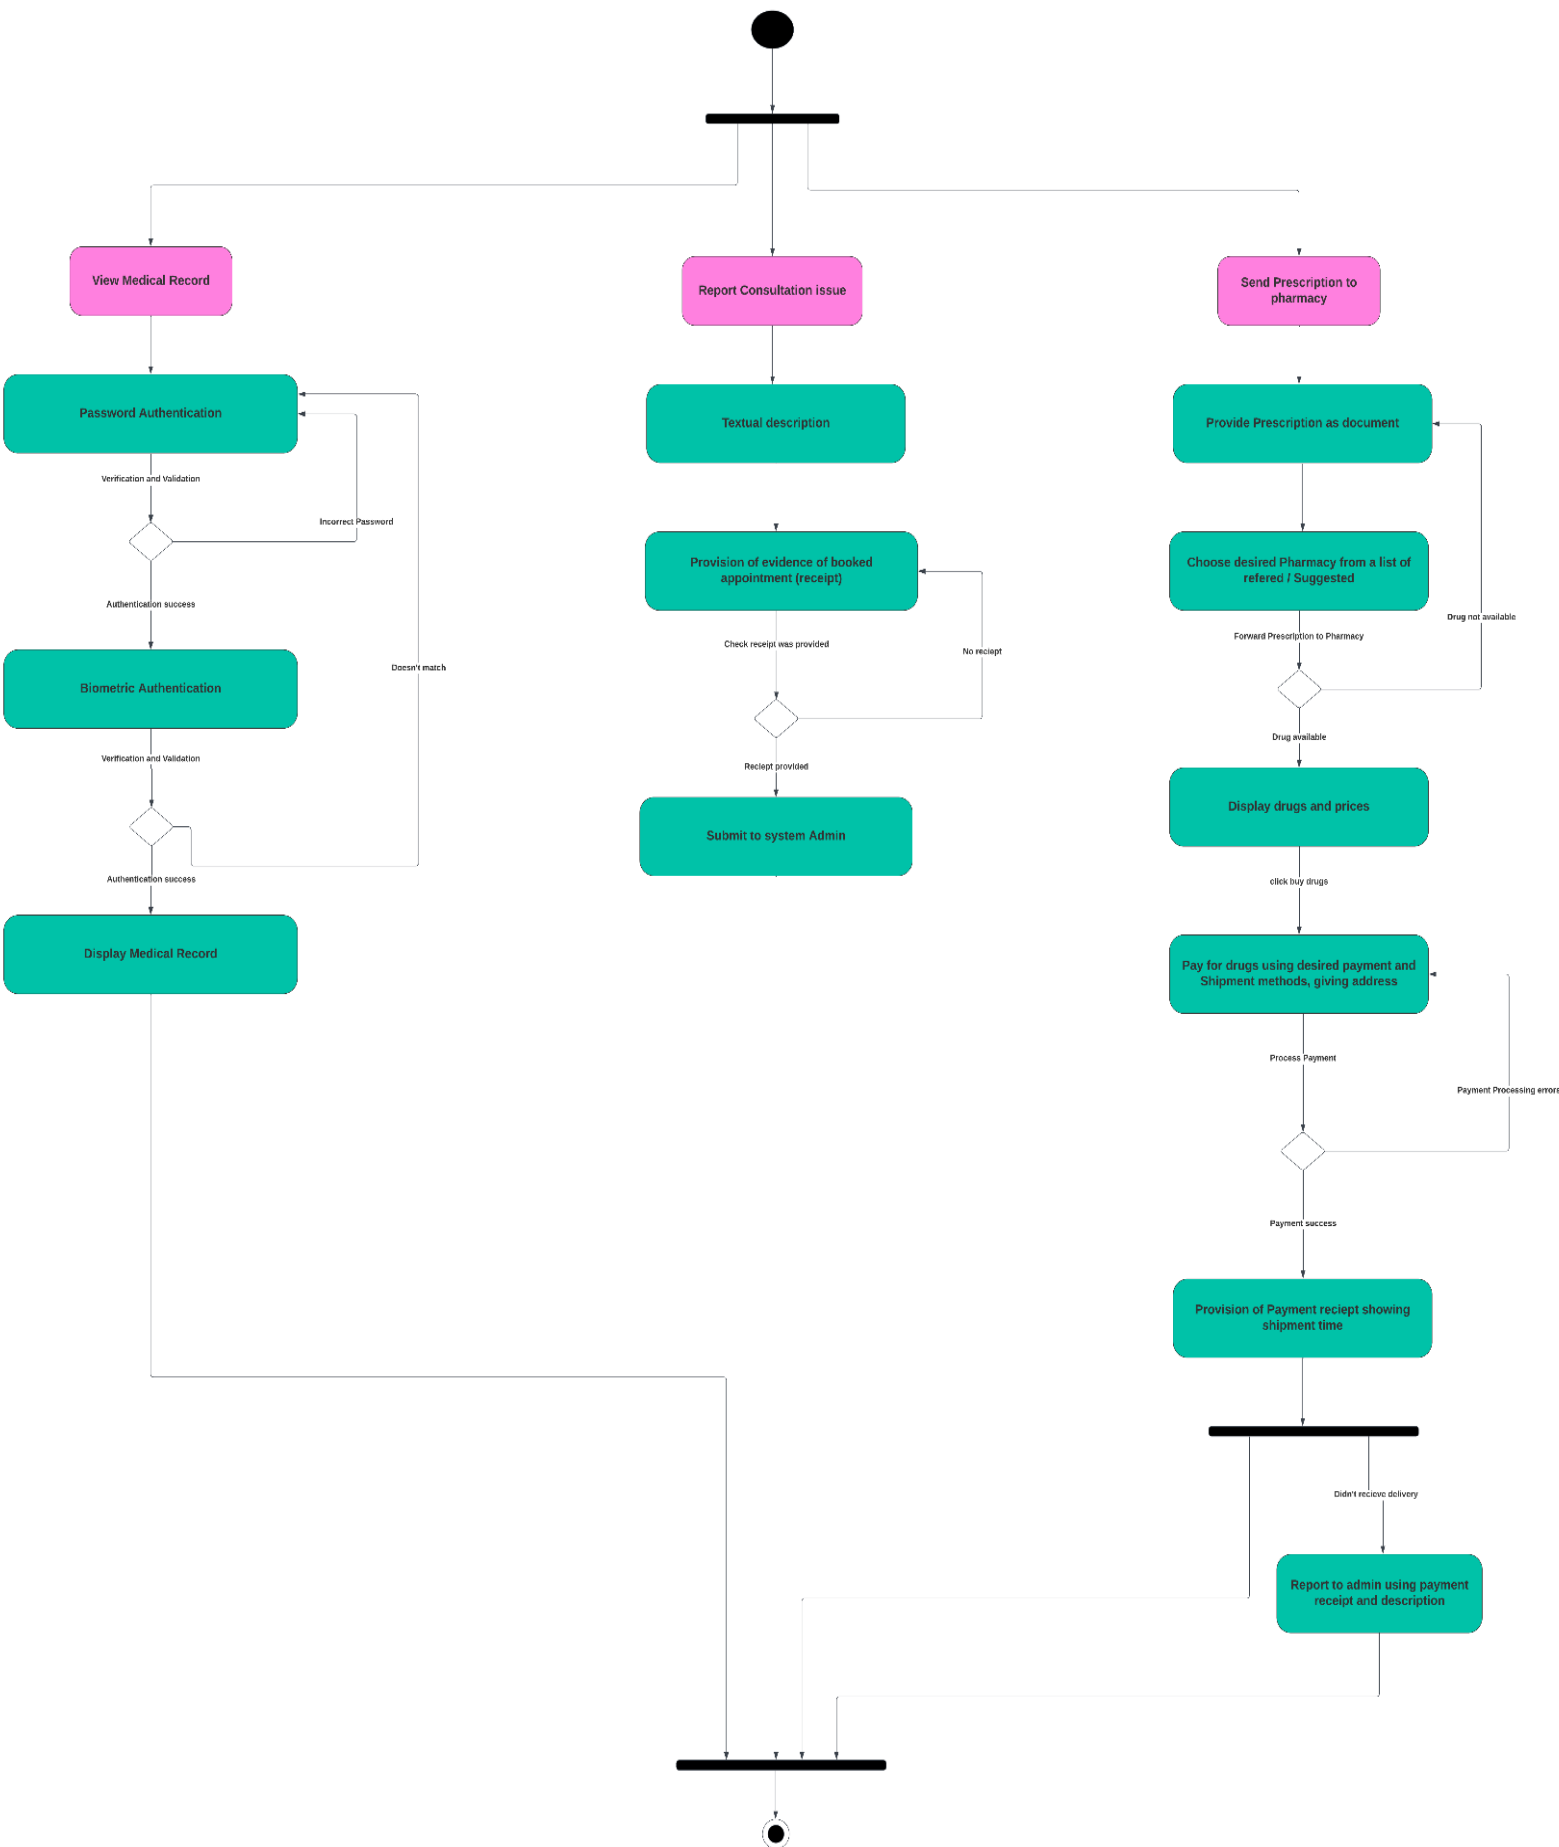 View Medical Record
Password Authentication
Verification and Validation
Incorrect Password
Authentication success
Doesn't match
Biometric Authentication
Verification and Validation
Authentication success
Display Medical Record
Report Consultation issue
Textual description
Provision of evidence of booked
appointment (receipt)
Check receipt was provided
No reciept
Reciept provided
Submit to system Admin
Send Prescription to
pharmacy
Provide Prescription as document
Choose desired Pharmacy from a list of
refered / Suggested
Drug not available
Forward Prescription to Pharmacy
Drug available
Display drugs and prices
click buy drugs
Pay for drugs using desired payment and
Shipment methods, giving address
Process Payment
Payment Processing errors
Payment success
Provision of Payment reciept showing
shipment time
Didn't recieve delivery
Report to admin using payment
receipt and description